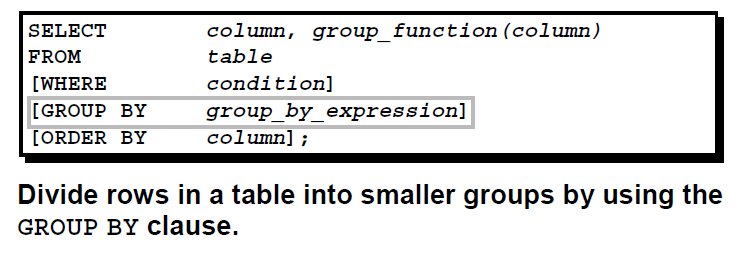 SELECT column, group_function(column)
FROM table
[WHERE condition]
[GROUP BY group_by_expression]
[ORDER BY column];
Divide rows in a table into smaller groups by using the
GROUP BY clause.